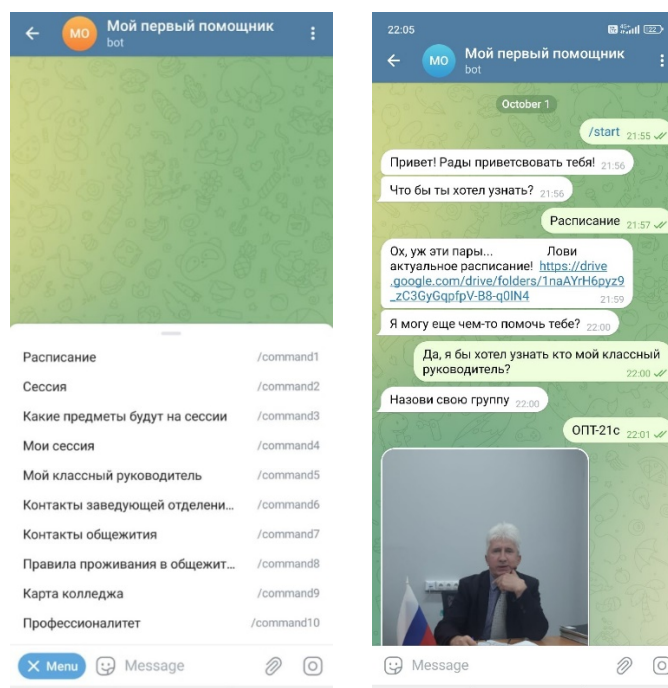 МО
Мой первый помощник
bot
Расписание /command1
Сессия /command2
Какие предметы будут на сессии /command3
Мои сессия /command4
Мой классный руководитель /command5
Контакты заведующей отделени... /command6
Контакты общежития /command7
Правила проживания в общежит... /command8
Карта колледжа /command9
Профессионалитет /command10
Menu Message
22:05
МО
Мой первый помощник
bot
October 1
/start 21:55
Привет! Рады приветсвовать тебя! 21:56
Что бы ты хотел узнать? 21:56
Расписание 21:57
Ох, уж эти пары... Лови
актуальное расписание! https://drive
.google.com/drive/folders/1naAYrH6pyz9
_zC3GyGqpfpV-B8-q0lN4 21:59
Я могу еще чем-то помочь тебе? 22:00
Да, я бы хотел узнать кто мой классный
руководитель? 22:00
Назови свою группу 22:00
ОПТ-21с 22:01
Message